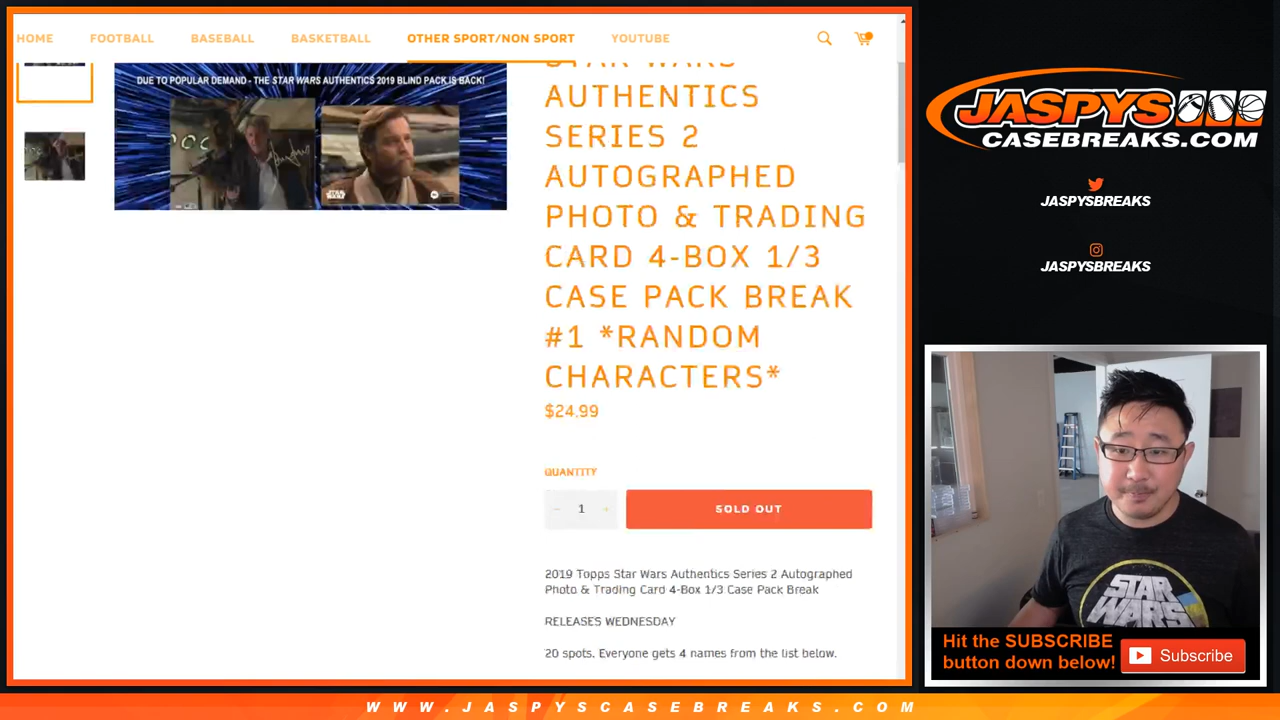 HOME FOOTBALL BASEBALL BASKETBALL OTHER SPORT/NON SPORT YOUTUBE
DUE TO POPULAR DEMAND - THE STAR WARS AUTHENTICS 2019 BLIND PACK IS BACK!
STAR WARS
STAR WARS
AUTHENTICS
SERIES 2
AUTOGRAPHED
PHOTO & TRADING
CARD 4-BOX 1/3
CASE PACK BREAK
#1 *RANDOM
CHARACTERS*
$24.99
QUANTITY
− 1 +
SOLD OUT
2019 Topps Star Wars Authentics Series 2 Autographed
Photo & Trading Card 4-Box 1/3 Case Pack Break
RELEASES WEDNESDAY
20 spots. Everyone gets 4 names from the list below.
JASPYS
CASEBREAKS.COM
JASPYSBREAKS
JASPYSBREAKS
STAR
WARS
Hit the SUBSCRIBE
button down below!
Subscribe
WWW.JASPYSCASEBREAKS.COM